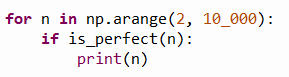 for n in np.arange(2, 10_000):
    if is_perfect(n):
        print(n)